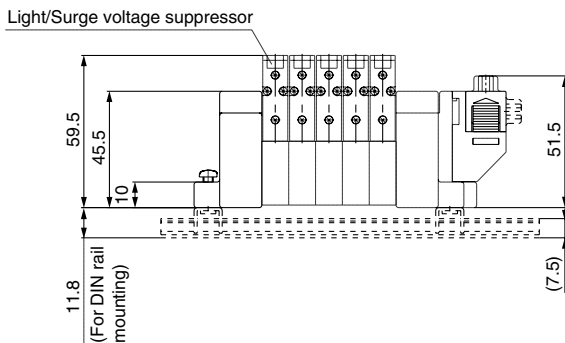 Light/Surge voltage suppressor
59.5
45.5
10
51.5
11.8
(For DIN rail
mounting)
(7.5)